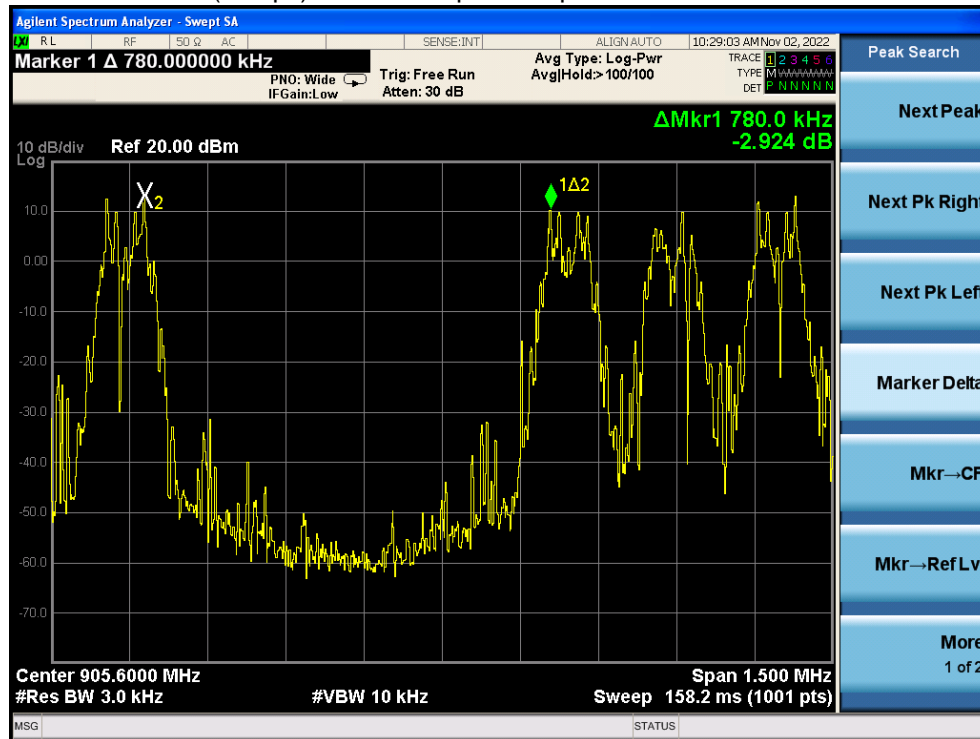 Agilent Spectrum Analyzer - Swept SA
LXI RL RF 50 Ω AC SENSE:INT ALIGN AUTO 10:29:03 AM Nov 02, 2022
Marker 1 Δ 780.000000 kHz
PNO: Wide
IFGain:Low
Trig: Free Run
Atten: 30 dB
Avg Type: Log-Pwr
Avg|Hold:>100/100
TRACE 1 2 3 4 5 6
TYPE M WWWWW
DET P N N N N N
ΔMkr1 780.0 kHz
-2.924 dB
10 dB/div Ref 20.00 dBm
Log
X2
1Δ2
10.0
0.00
-10.0
-20.0
-30.0
-40.0
-50.0
-60.0
-70.0
Center 905.6000 MHz
Span 1.500 MHz
#Res BW 3.0 kHz
#VBW 10 kHz
Sweep 158.2 ms (1001 pts)
MSG
STATUS
Peak Search
Next Peak
Next Pk Right
Next Pk Left
Marker Delta
Mkr→CF
Mkr→Ref Lv
More
1 of 2